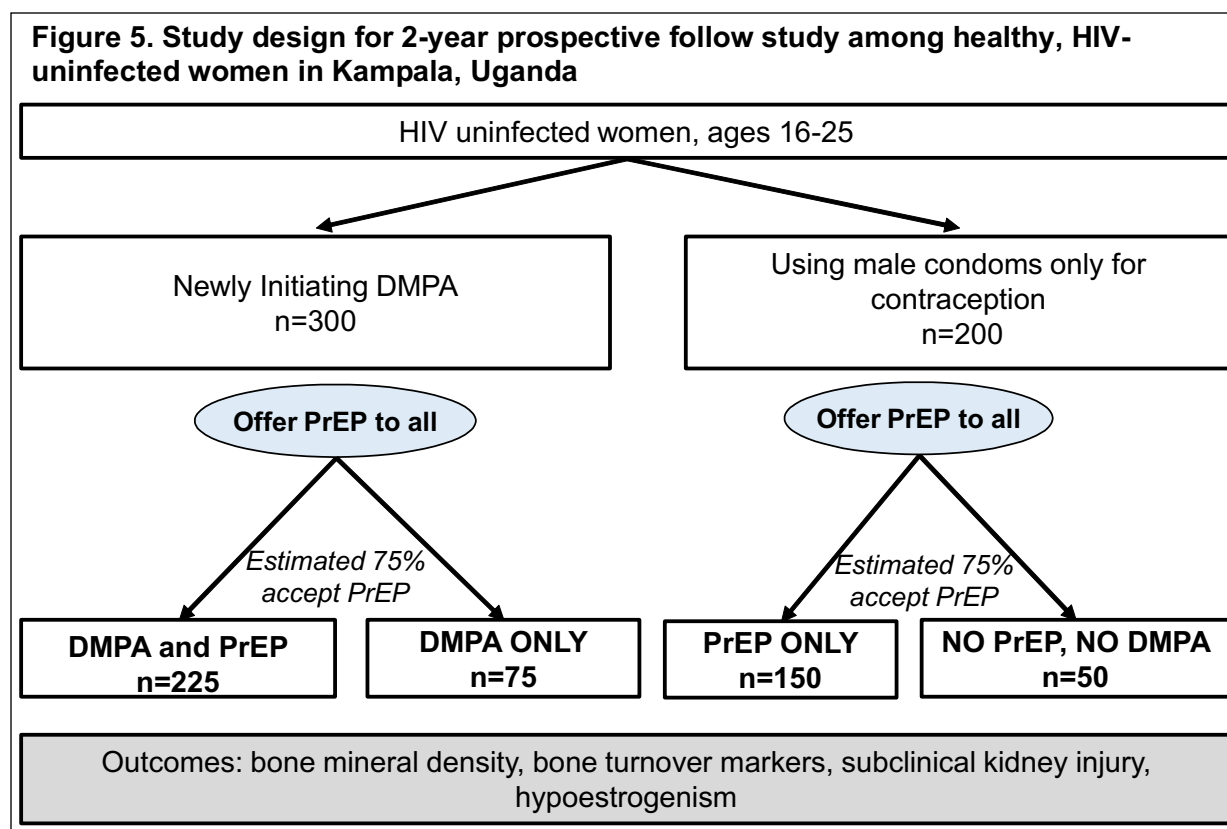 Figure 5. Study design for 2-year prospective follow study among healthy, HIV-
uninfected women in Kampala, Uganda
HIV uninfected women, ages 16-25
Newly Initiating DMPA
n=300
Using male condoms only for
contraception
n=200
Offer PrEP to all
Offer PrEP to all
Estimated 75%
accept PrEP
Estimated 75%
accept PrEP
DMPA and PrEP
n=225
DMPA ONLY
n=75
PrEP ONLY
n=150
NO PrEP, NO DMPA
n=50
Outcomes: bone mineral density, bone turnover markers, subclinical kidney injury,
hypoestrogenism